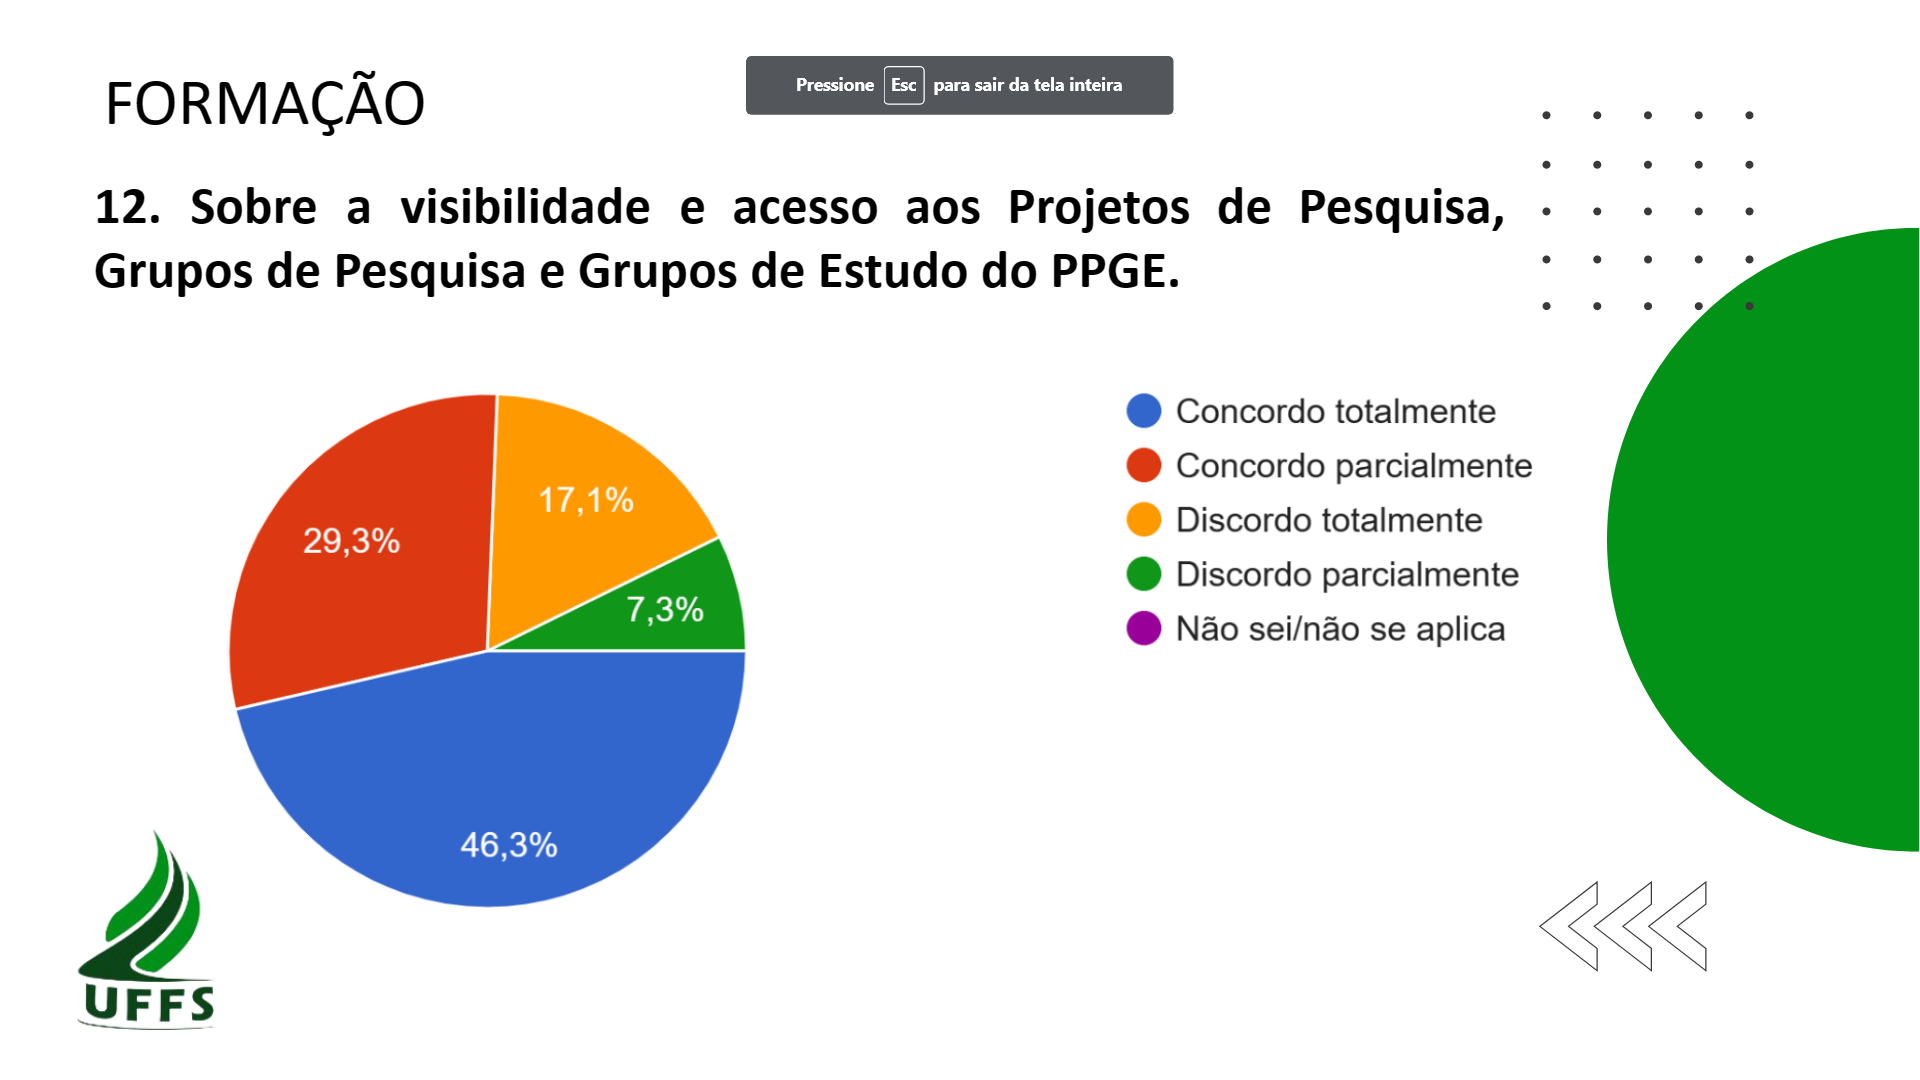 FORMAÇÃO
Pressione Esc para sair da tela inteira
12. Sobre a visibilidade e acesso aos Projetos de Pesquisa,
Grupos de Pesquisa e Grupos de Estudo do PPGE.
17,1%
29,3%
7,3%
46,3%
Concordo totalmente
Concordo parcialmente
Discordo totalmente
Discordo parcialmente
Não sei/não se aplica
UFFS